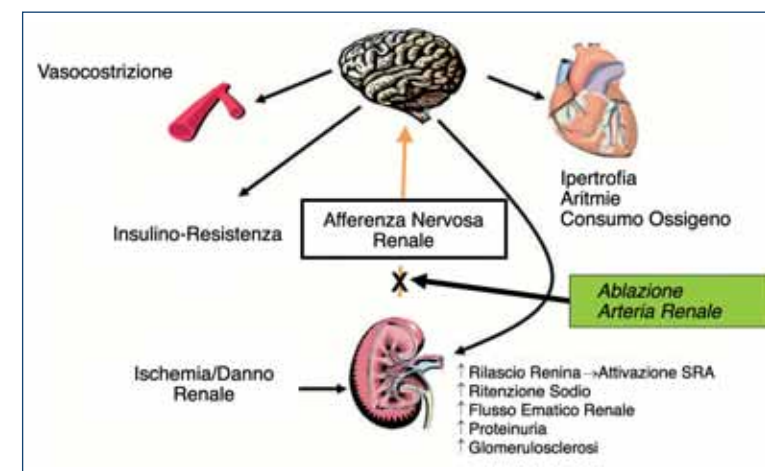 Vasocostrizione
Ipertrofia
Aritmie
Consumo Ossigeno
Insulino-Resistenza
Afferenza Nervosa
Renale
X
Ablazione
Arteria Renale
Ischemia/Danno
Renale
↑ Rilascio Renina → Attivazione SRA
↑ Ritenzione Sodio
↑ Flusso Ematico Renale
↑ Proteinuria
↑ Glomerulosclerosi